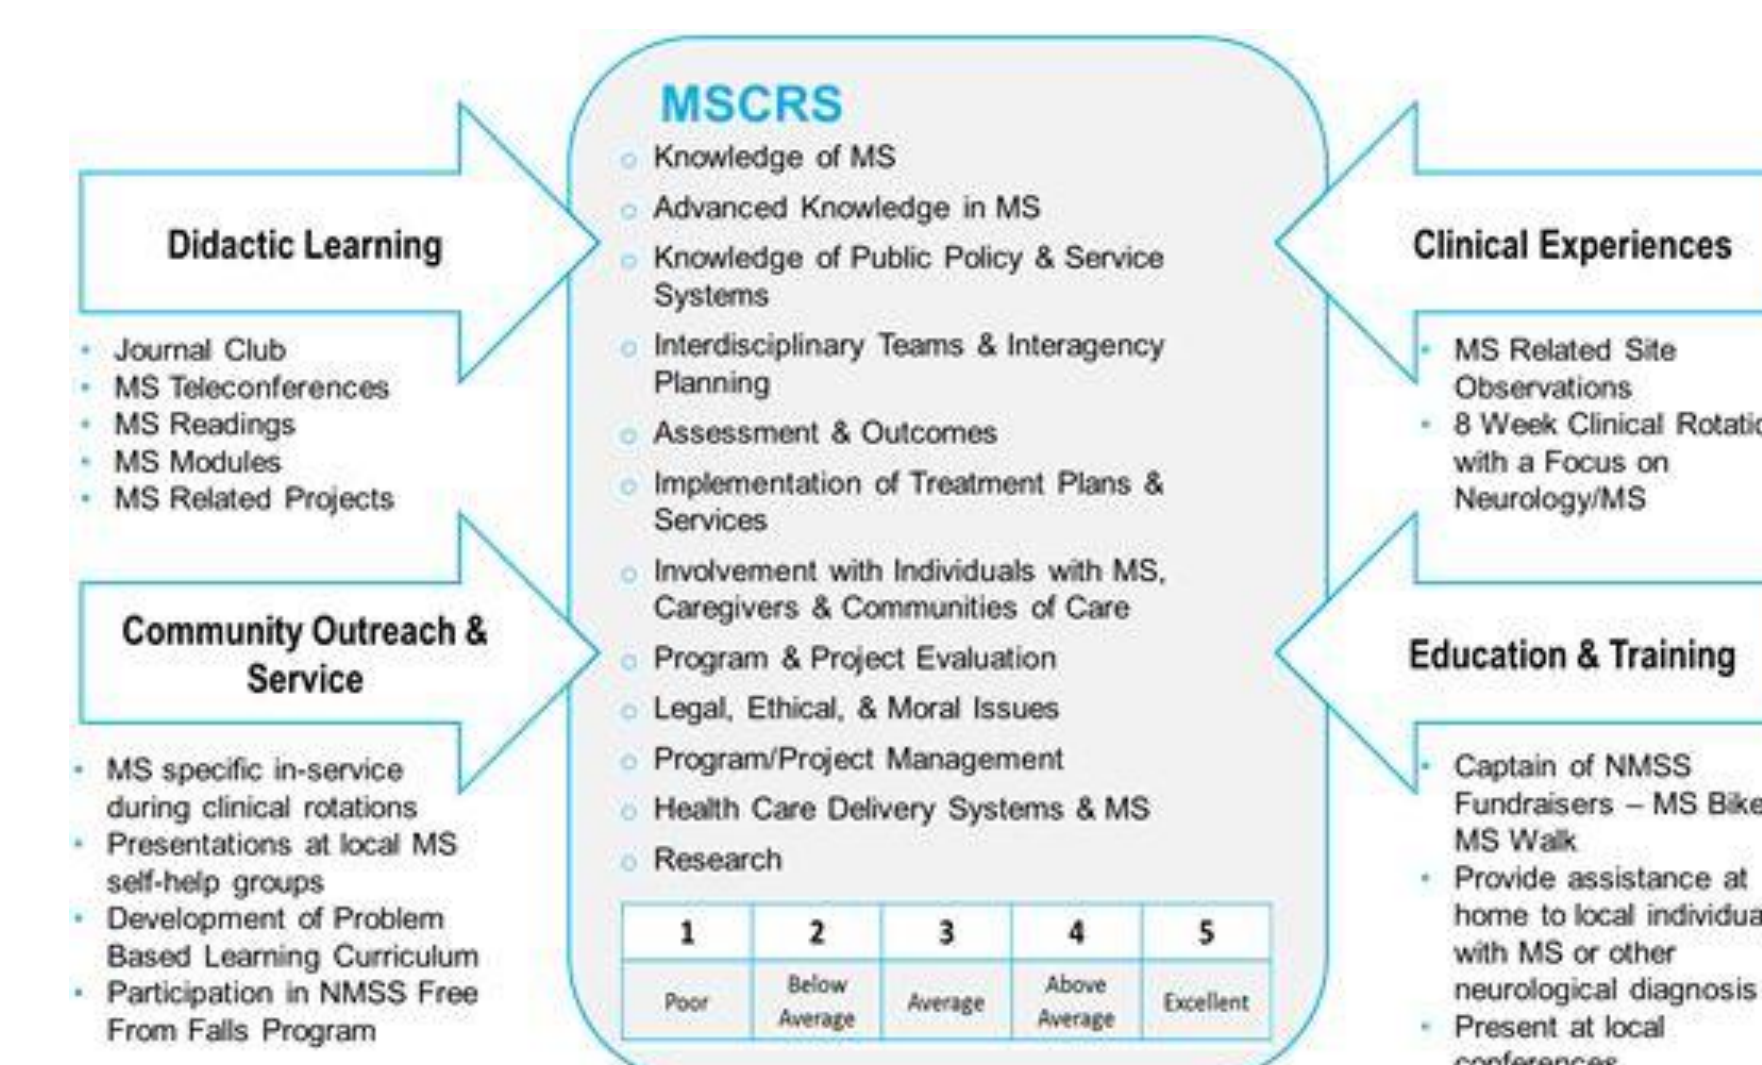 Didactic Learning
Journal Club
MS Teleconferences
MS Readings
MS Modules
MS Related Projects
Community Outreach &
Service
MS specific in-service
during clinical rotations
Presentations at local MS
self-help groups
Development of Problem
Based Learning Curriculum
Participation in NMSS Free
From Falls Program
MSCRS
Knowledge of MS
Advanced Knowledge in MS
Knowledge of Public Policy & Service
Systems
Interdisciplinary Teams & Interagency
Planning
Assessment & Outcomes
Implementation of Treatment Plans &
Services
Involvement with Individuals with MS,
Caregivers & Communities of Care
Program & Project Evaluation
Legal, Ethical, & Moral Issues
Program/Project Management
Health Care Delivery Systems & MS
Research
1 2 3 4 5
Poor Below Average Average Above Average Excellent
Clinical Experiences
MS Related Site
Observations
8 Week Clinical
with a Focus on
Neurology/MS
Education & Training
Captain of NMSS
Fundraisers – MS Bike
MS Walk
Provide assistance at
home to local
with MS or other
neurological diagnosis
Present at local